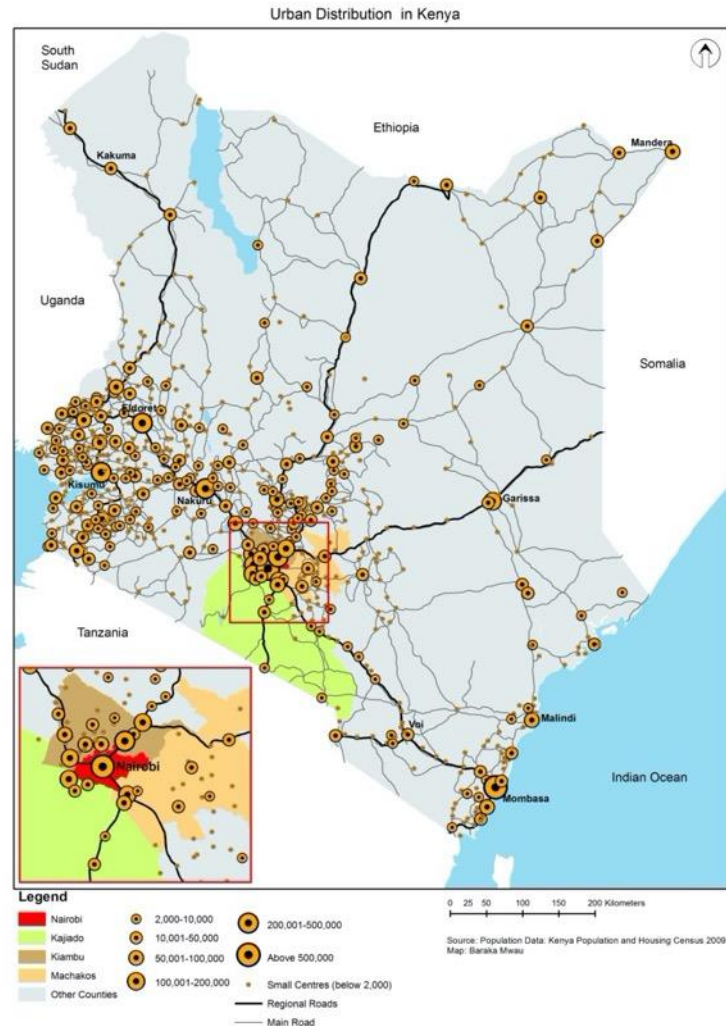 Urban Distribution in Kenya
South
Sudan
Ethiopia
Mandera
Kakuma
Uganda
Somalia
Eldoret
Kisumu
Nakuru
Garissa
Tanzania
Malindi
Voi
Nairobi
Indian Ocean
Mombasa
Legend
Nairobi
Kajiado
Kiambu
Machakos
Other Counties
2,000-10,000
10,001-50,000
50,001-100,000
100,001-200,000
200,001-500,000
Above 500,000
Small Centres (below 2,000)
Regional Roads
Main Road
0 25 50 100 150 200 Kilometers
Source: Population Data: Kenya Population and Housing Census 2009
Map: Baraka Mwau